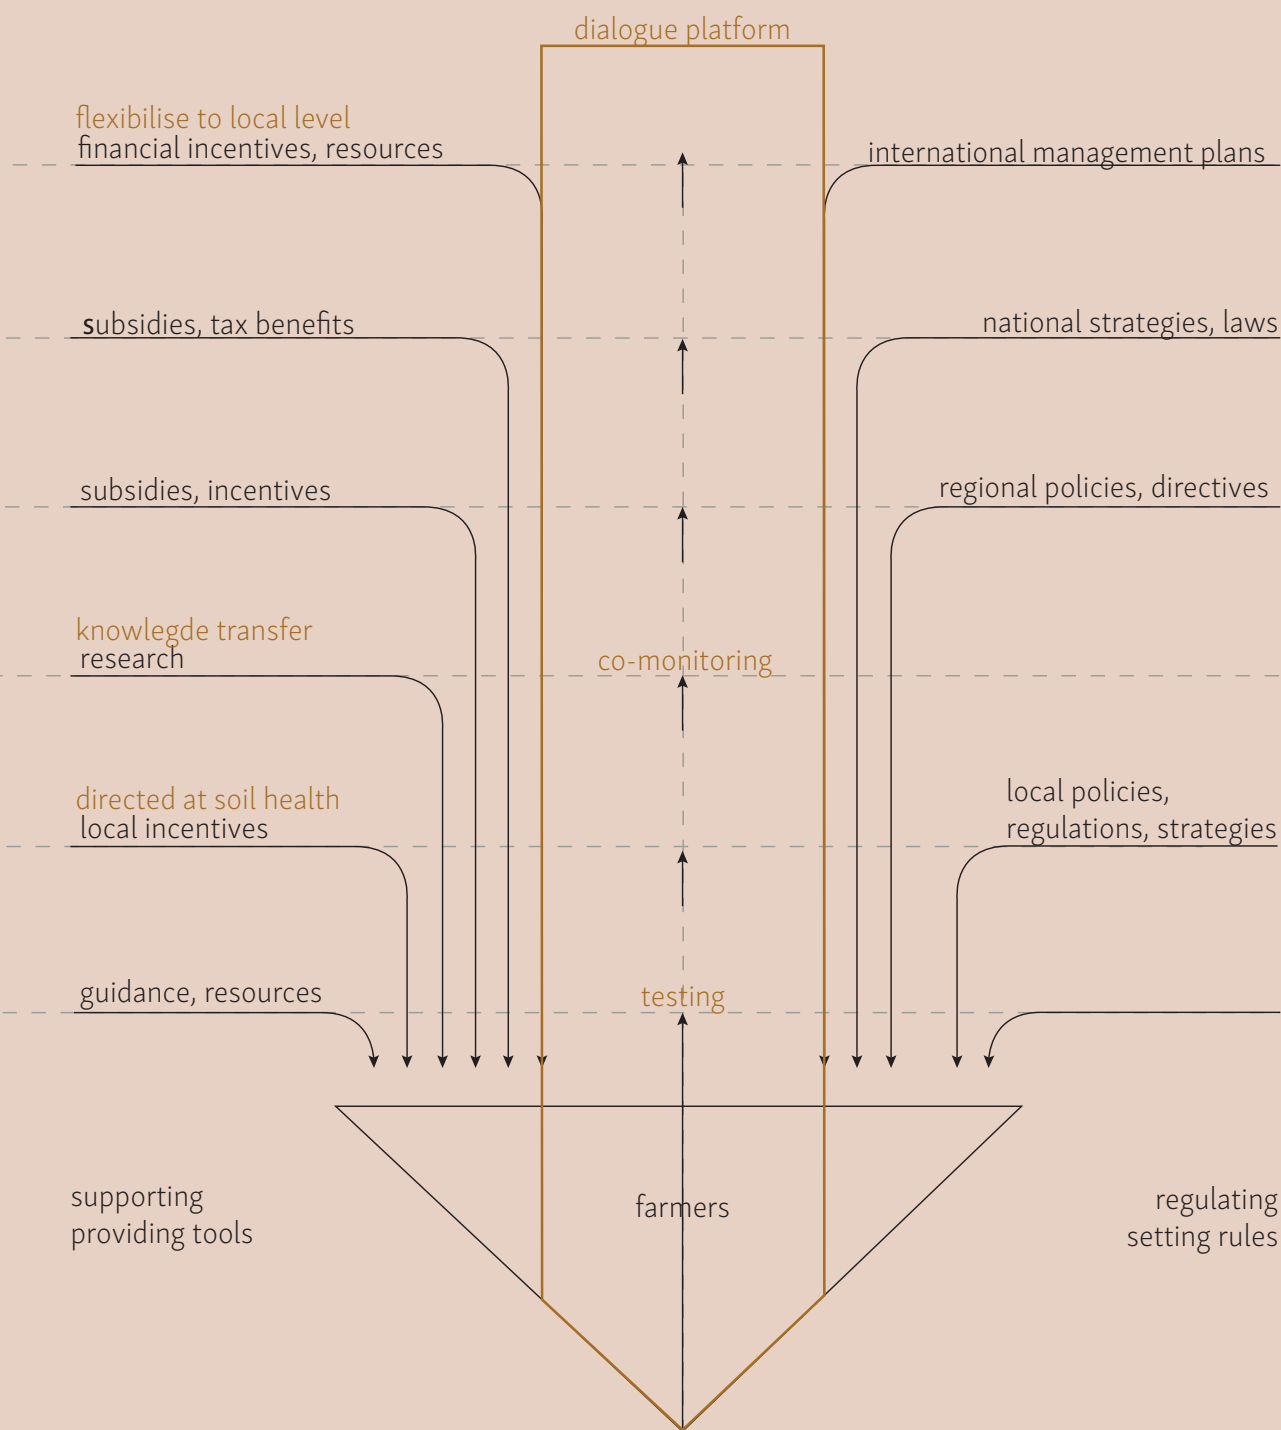 dialogue platform
flexibilise to local level
financial incentives, resources
international management plans
subsidies, tax benefits
national strategies, laws
subsidies, incentives
regional policies, directives
knowlegde transfer
research
co-monitoring
directed at soil health
local incentives
local policies,
regulations, strategies
guidance, resources
testing
farmers
supporting
providing tools
regulating
setting rules